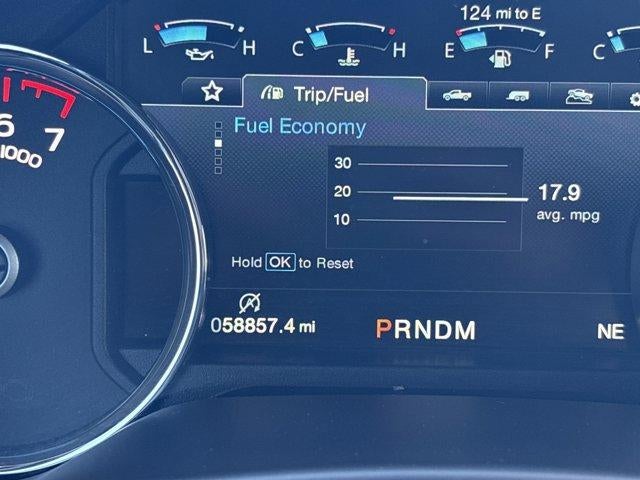 124 mi to E
L H C H E F C
Trip/Fuel
6 7
x1000
Fuel Economy
30
20
10
17.9
avg. mpg
Hold OK to Reset
A
058857.4 mi
PRNDM
NE